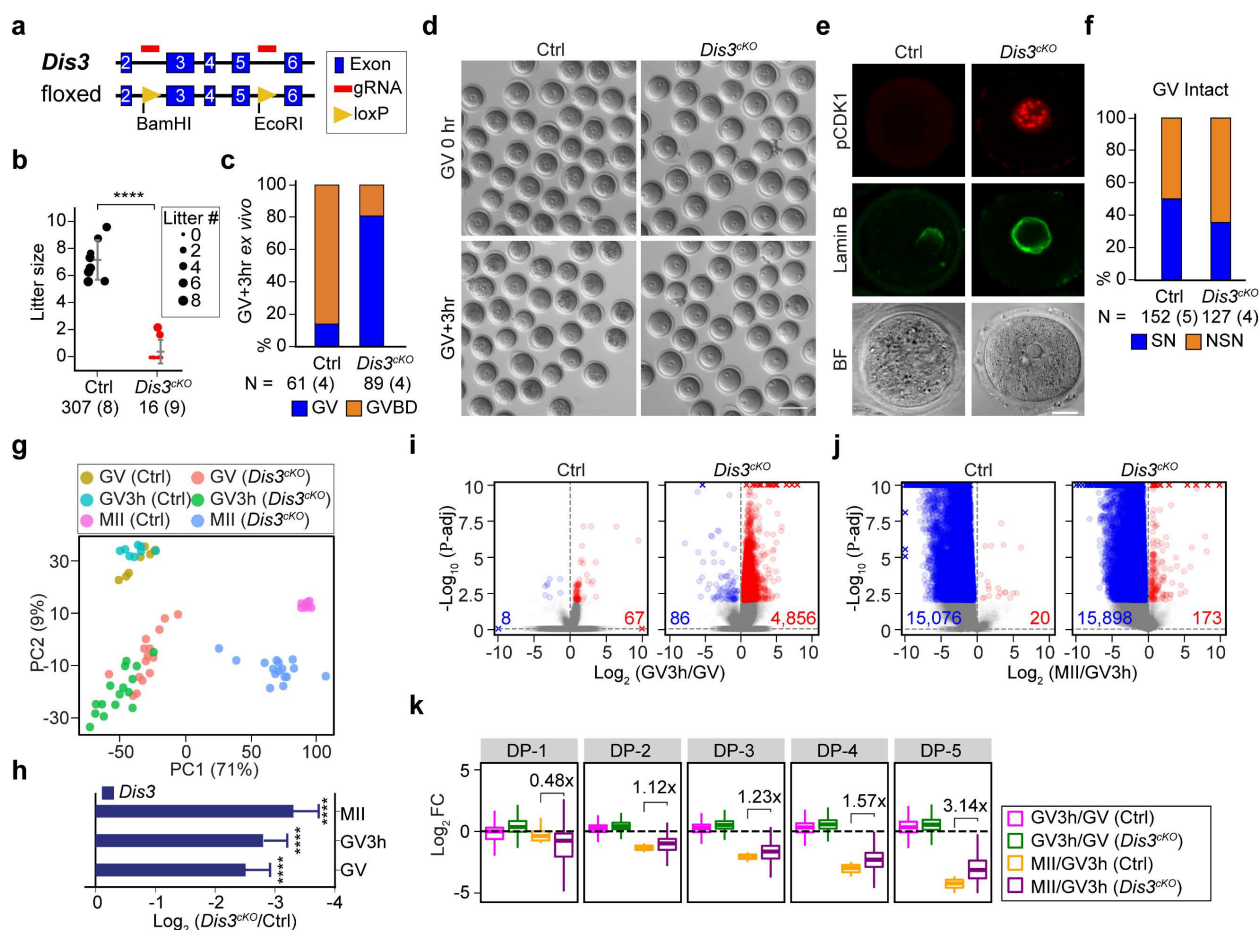 a
Dis3
2 3 4 5 6
floxed
2 3 4 5 6
BamHI EcoRI
Exon
gRNA
loxP
b
****
Litter size
10
8
6
4
2
0
Litter #
0
2
4
6
8
Ctrl Dis3cKO
307 (8) 16 (9)
c
GV+3hr ex vivo
%
100
80
60
40
20
0
Ctrl Dis3cKO
N = 61 (4) 89 (4)
GV GVBD
d
Ctrl Dis3cKO
GV 0 hr
GV+3hr
e
Ctrl Dis3cKO
pCDK1
Lamin B
BF
f
GV Intact
100
80
60
40
20
0
%
Ctrl Dis3cKO
N = 152 (5) 127 (4)
SN NSN
g
GV (Ctrl) GV (Dis3cKO)
GV3h (Ctrl) GV3h (Dis3cKO)
MII (Ctrl) MII (Dis3cKO)
PC2 (9%)
30
10
-10
-30
-50 0 50 100
PC1 (71%)
h
Dis3
**** MII
**** GV3h
**** GV
0 -1 -2 -3 -4
Log2 (Dis3cKO/Ctrl)
i
Ctrl Dis3cKO
-Log10 (P-adj)
10
7.5
5
2.5
0
8 67 86 4,856
-10 -5 0 5 10 -10 -5 0 5 10
Log2 (GV3h/GV)
j
Ctrl Dis3cKO
-Log10 (P-adj)
10
7.5
5
2.5
0
15,076 20 15,898 173
-10 -5 0 5 10 -10 -5 0 5 10
Log2 (MII/GV3h)
k
DP-1 DP-2 DP-3 DP-4 DP-5
Log2 FC
5
0
-5
0.48x 1.12x 1.23x 1.57x 3.14x
GV3h/GV (Ctrl)
GV3h/GV (Dis3cKO)
MII/GV3h (Ctrl)
MII/GV3h (Dis3cKO)